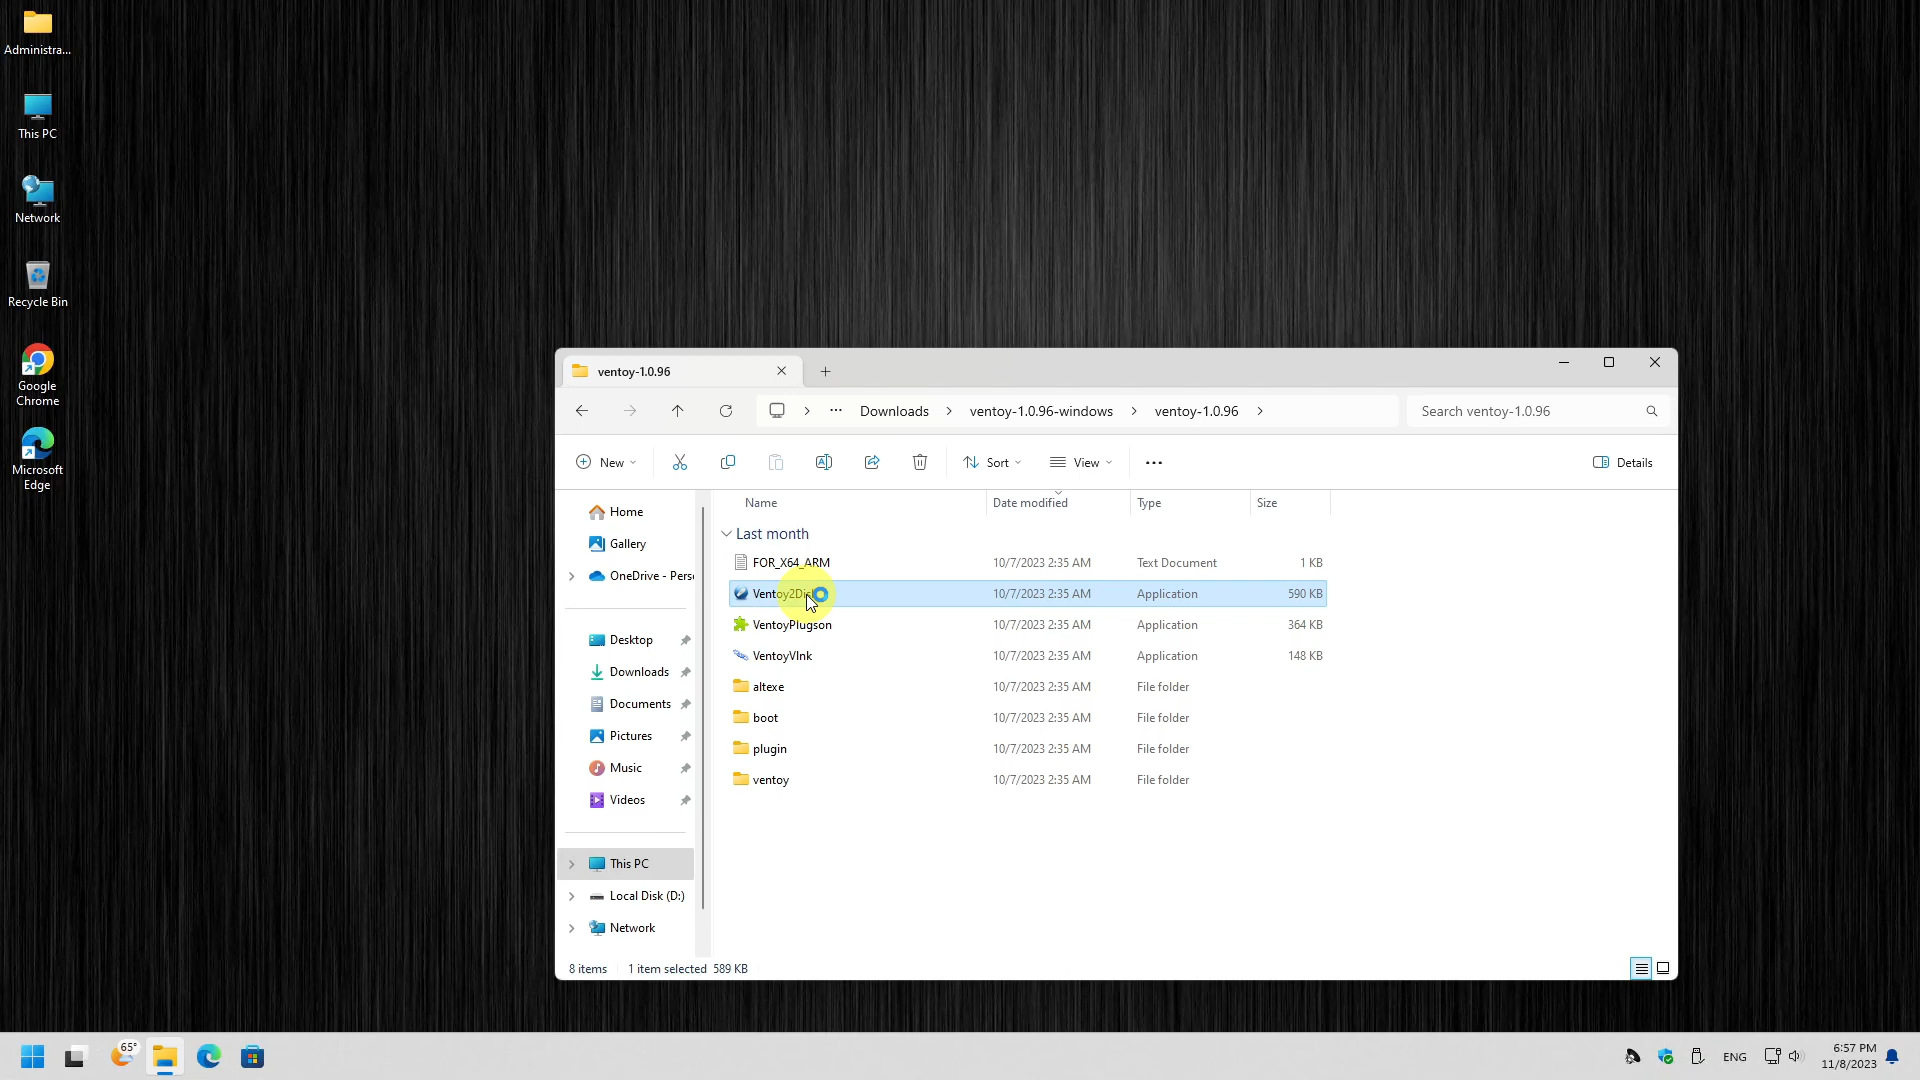 Administra...
This PC
Network
Recycle Bin
Google
Chrome
Microsoft
Edge
ventoy-1.0.96
Downloads
ventoy-1.0.96-windows
ventoy-1.0.96
Search ventoy-1.0.96
New
Sort
View
Details
Home
Gallery
OneDrive - Pers
Desktop
Downloads
Documents
Pictures
Music
Videos
This PC
Local Disk (D:)
Network
Name Date modified Type Size
Last month
FOR_X64_ARM 10/7/2023 2:35 AM Text Document 1 KB
Ventoy2Disk 10/7/2023 2:35 AM Application 590 KB
VentoyPlugson 10/7/2023 2:35 AM Application 364 KB
VentoyVlnk 10/7/2023 2:35 AM Application 148 KB
altexe 10/7/2023 2:35 AM File folder
boot 10/7/2023 2:35 AM File folder
plugin 10/7/2023 2:35 AM File folder
ventoy 10/7/2023 2:35 AM File folder
8 items 1 item selected 589 KB
65°
ENG
6:57 PM
11/8/2023